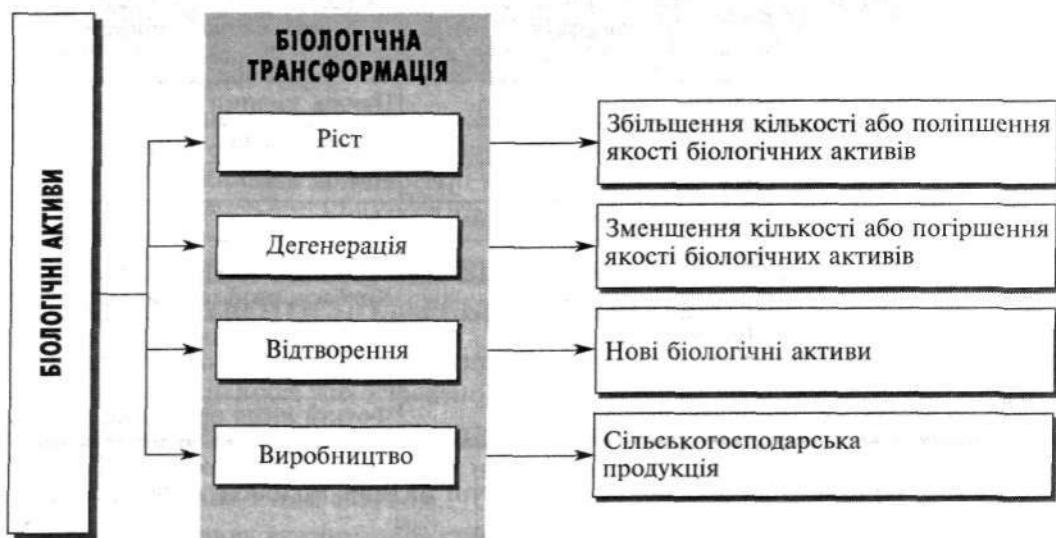 БІОЛОГІЧНІ АКТИВИ
БІОЛОГІЧНА
ТРАНСФОРМАЦІЯ
Ріст
Збільшення кількості або поліпшення
якості біологічних активів
Дегенерація
Зменшення кількості або погіршення
якості біологічних активів
Відтворення
Нові біологічні активи
Виробництво
Сільськогосподарська
продукція